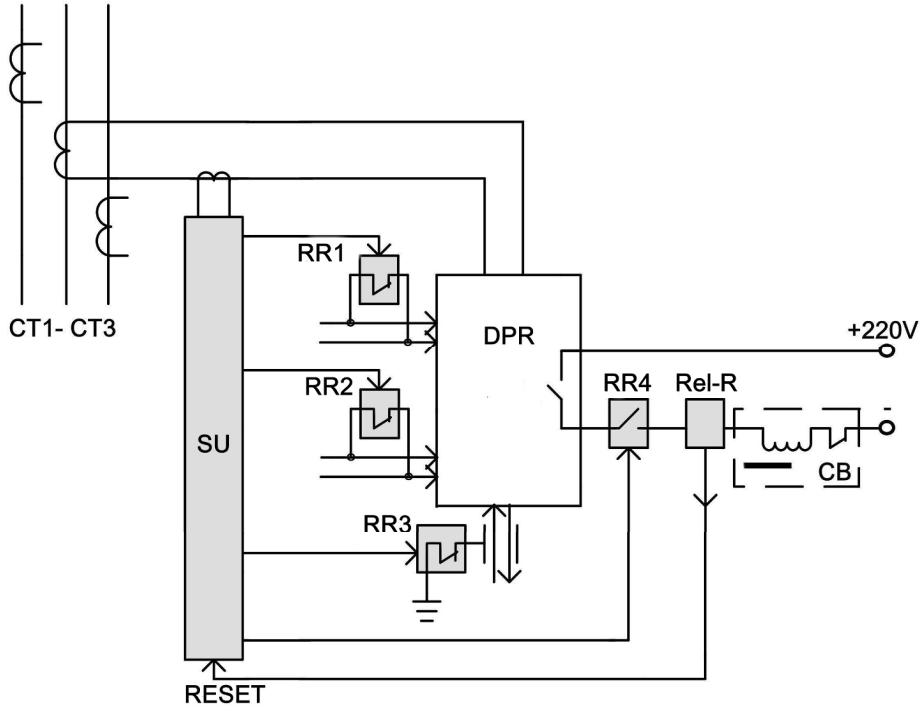 CT1- CT3
RR1
RR2
RR3
SU
DPR
+220V
RR4
Rel-R
-
CB
RESET